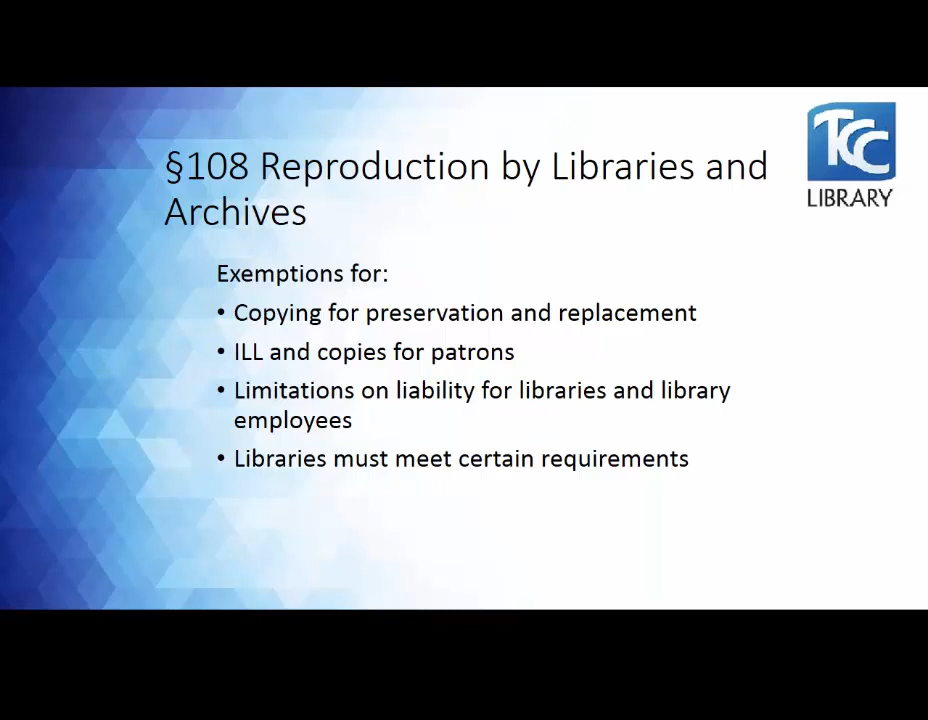 TCC
LIBRARY
§108 Reproduction by Libraries and
Archives
Exemptions for:
• Copying for preservation and replacement
• ILL and copies for patrons
• Limitations on liability for libraries and library
employees
• Libraries must meet certain requirements